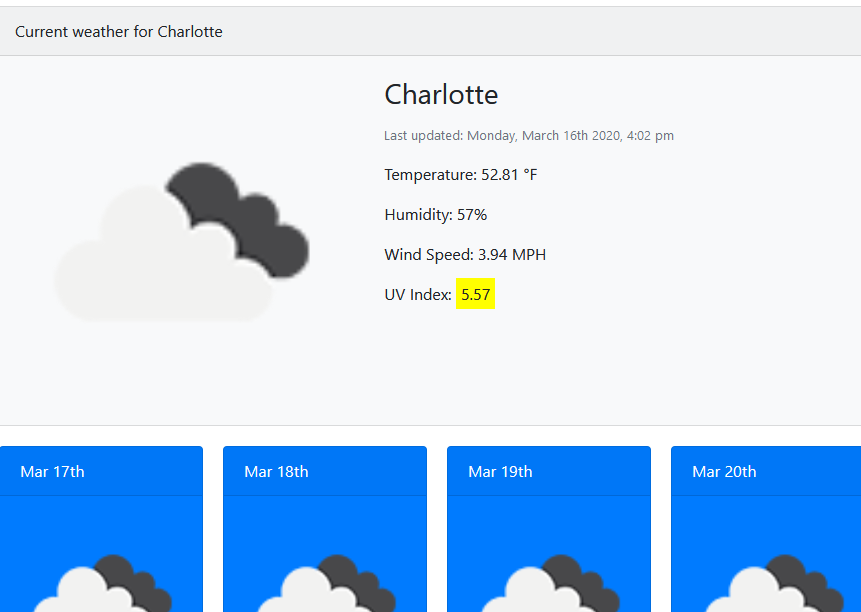 Current weather for Charlotte
Charlotte
Last updated: Monday, March 16th 2020, 4:02 pm
Temperature: 52.81 °F
Humidity: 57%
Wind Speed: 3.94 MPH
UV Index: 5.57
Mar 17th
Mar 18th
Mar 19th
Mar 20th